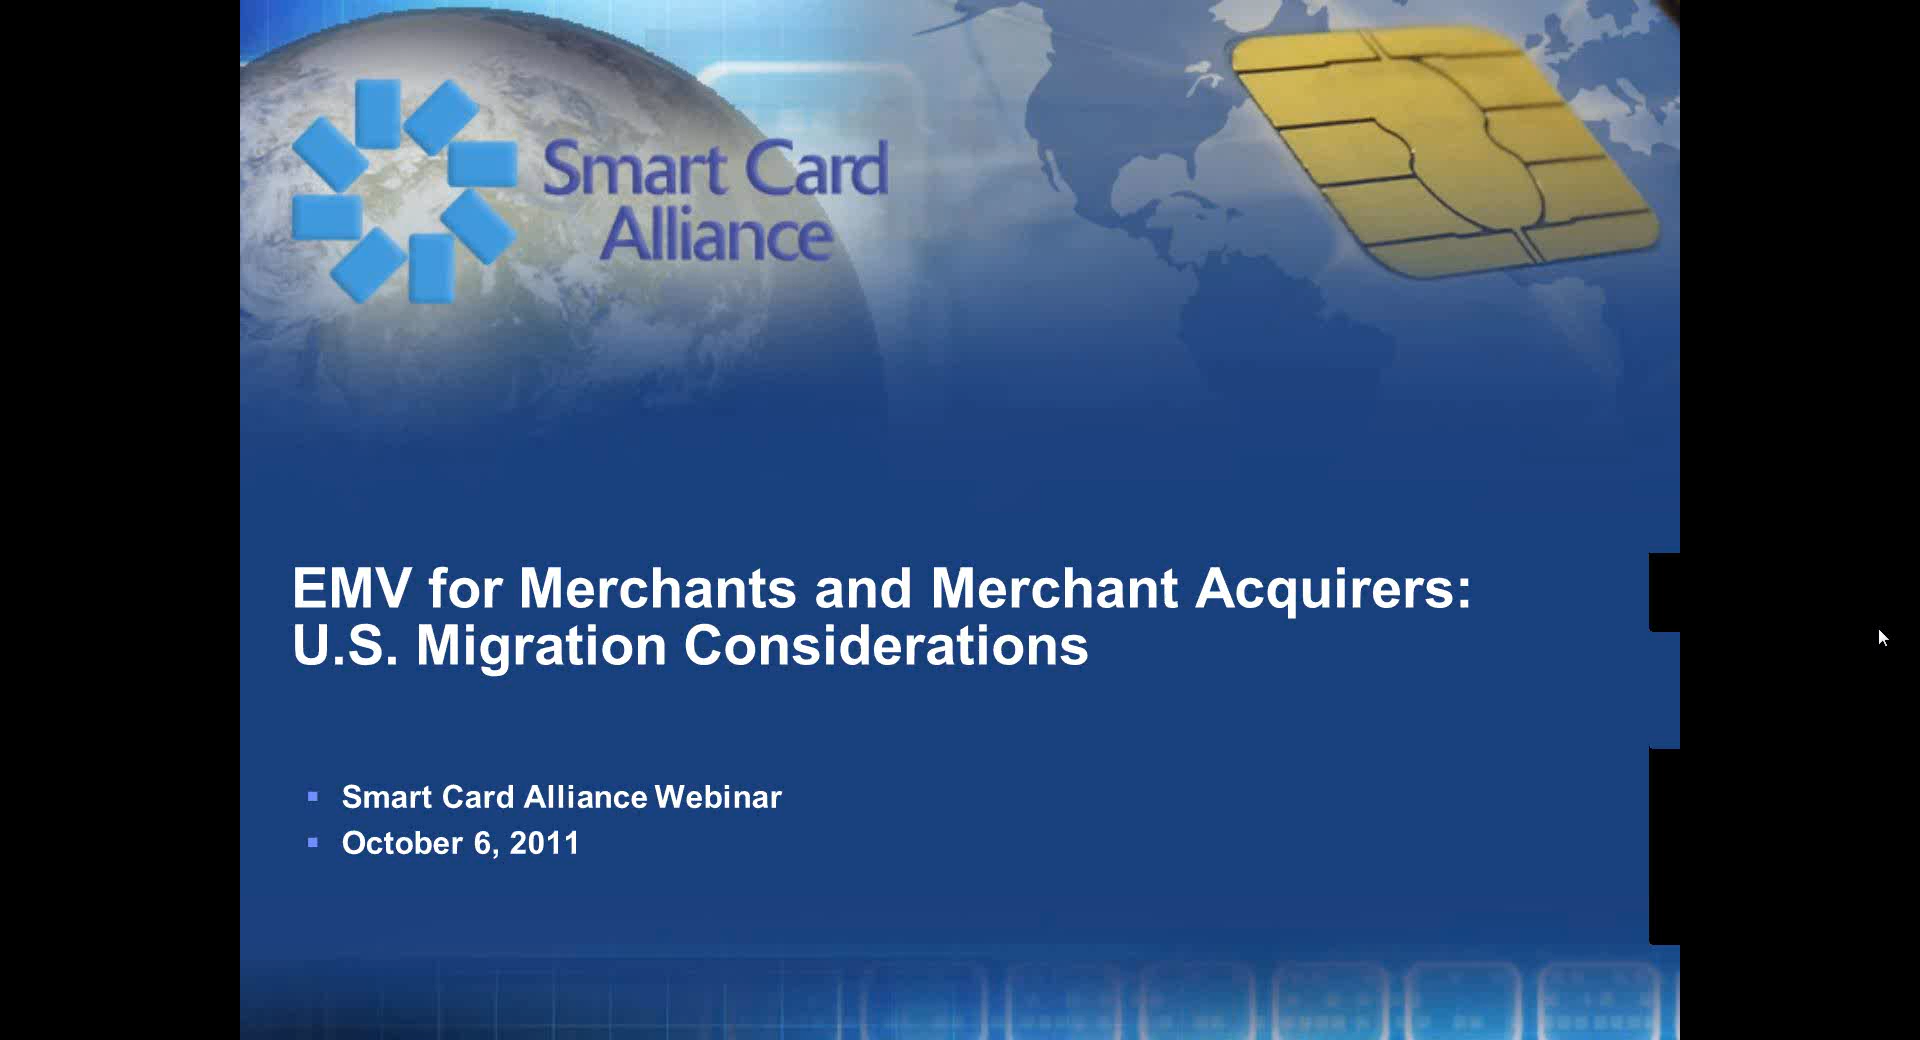 Smart Card
Alliance
EMV for Merchants and Merchant Acquirers:
U.S. Migration Considerations
Smart Card Alliance Webinar
October 6, 2011